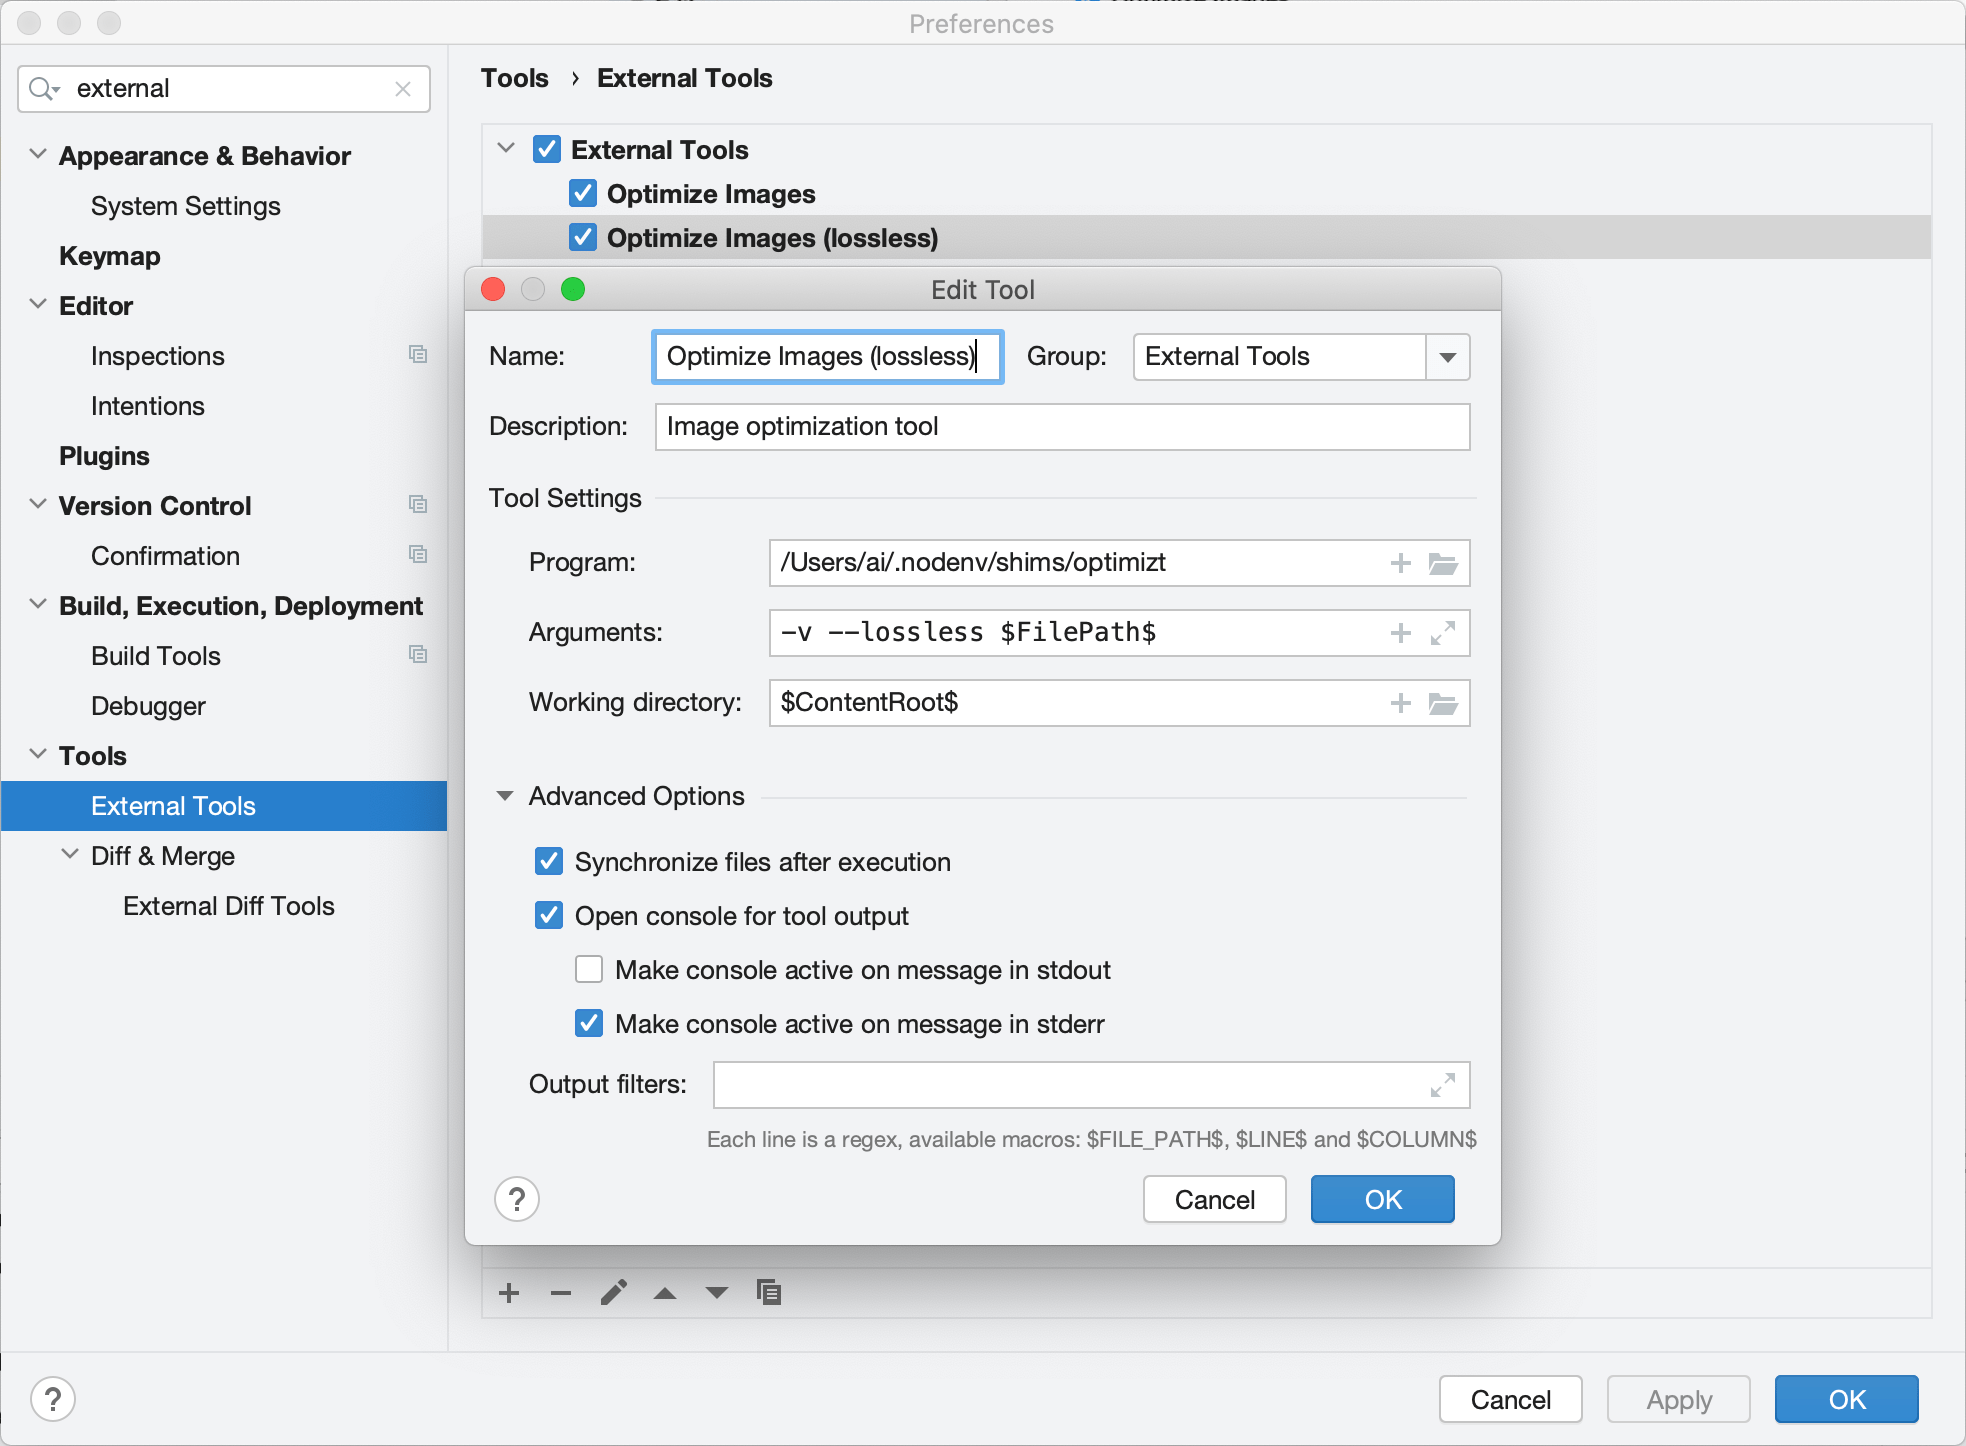 Preferences
external
Appearance & Behavior
System Settings
Keymap
Editor
Inspections
Intentions
Plugins
Version Control
Confirmation
Build, Execution, Deployment
Build Tools
Debugger
Tools
External Tools
Diff & Merge
External Diff Tools
Tools › External Tools
External Tools
Optimize Images
Optimize Images (lossless)
Edit Tool
Name: Optimize Images (lossless) Group: External Tools
Description: Image optimization tool
Tool Settings
Program: /Users/ai/.nodenv/shims/optimizt
Arguments: -v --lossless $FilePath$
Working directory: $ContentRoot$
Advanced Options
Synchronize files after execution
Open console for tool output
Make console active on message in stdout
Make console active on message in stderr
Output filters:
Each line is a regex, available macros: $FILE_PATH$, $LINE$ and $COLUMN$
? Cancel OK
? Cancel Apply OK